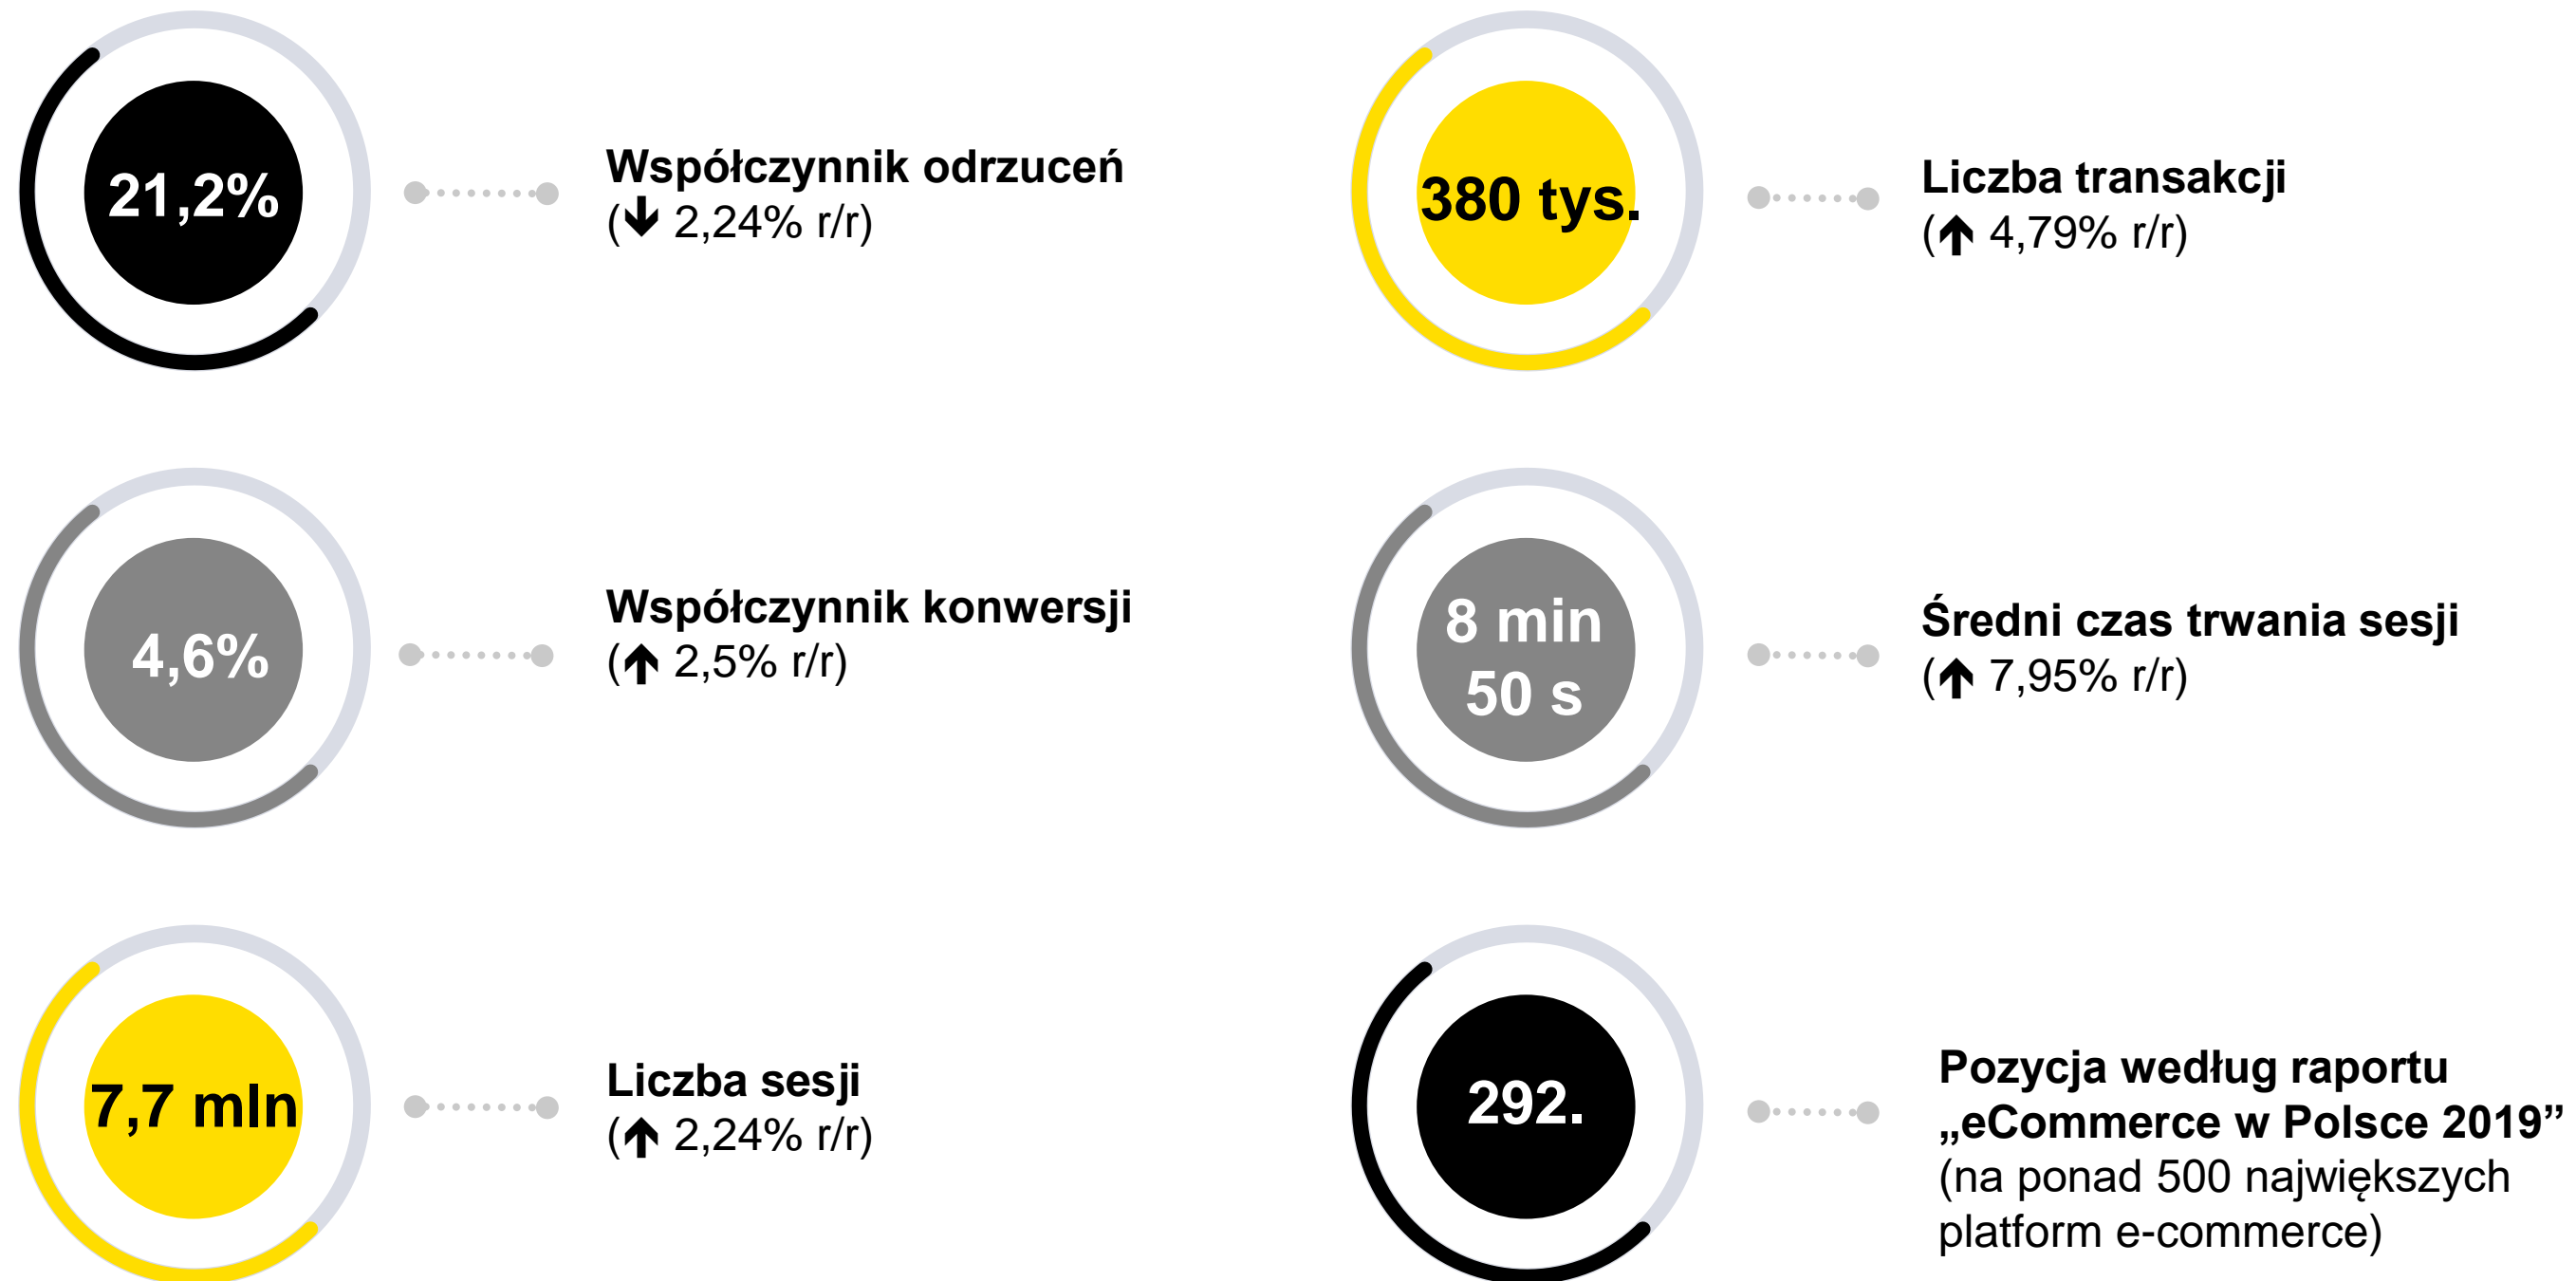 21,2%
Współczynnik odrzuceń
(🡫 2,24% r/r)
380 tys.
Liczba transakcji
(🡩 4,79% r/r)
4,6%
Współczynnik konwersji
(🡩 2,5% r/r)
8 min
50 s
Średni czas trwania sesji
(🡩 7,95% r/r)
7,7 mln
Liczba sesji
(🡩 2,24% r/r)
292.
Pozycja według raportu
„eCommerce w Polsce 2019”
(na ponad 500 największych
platform e-commerce)